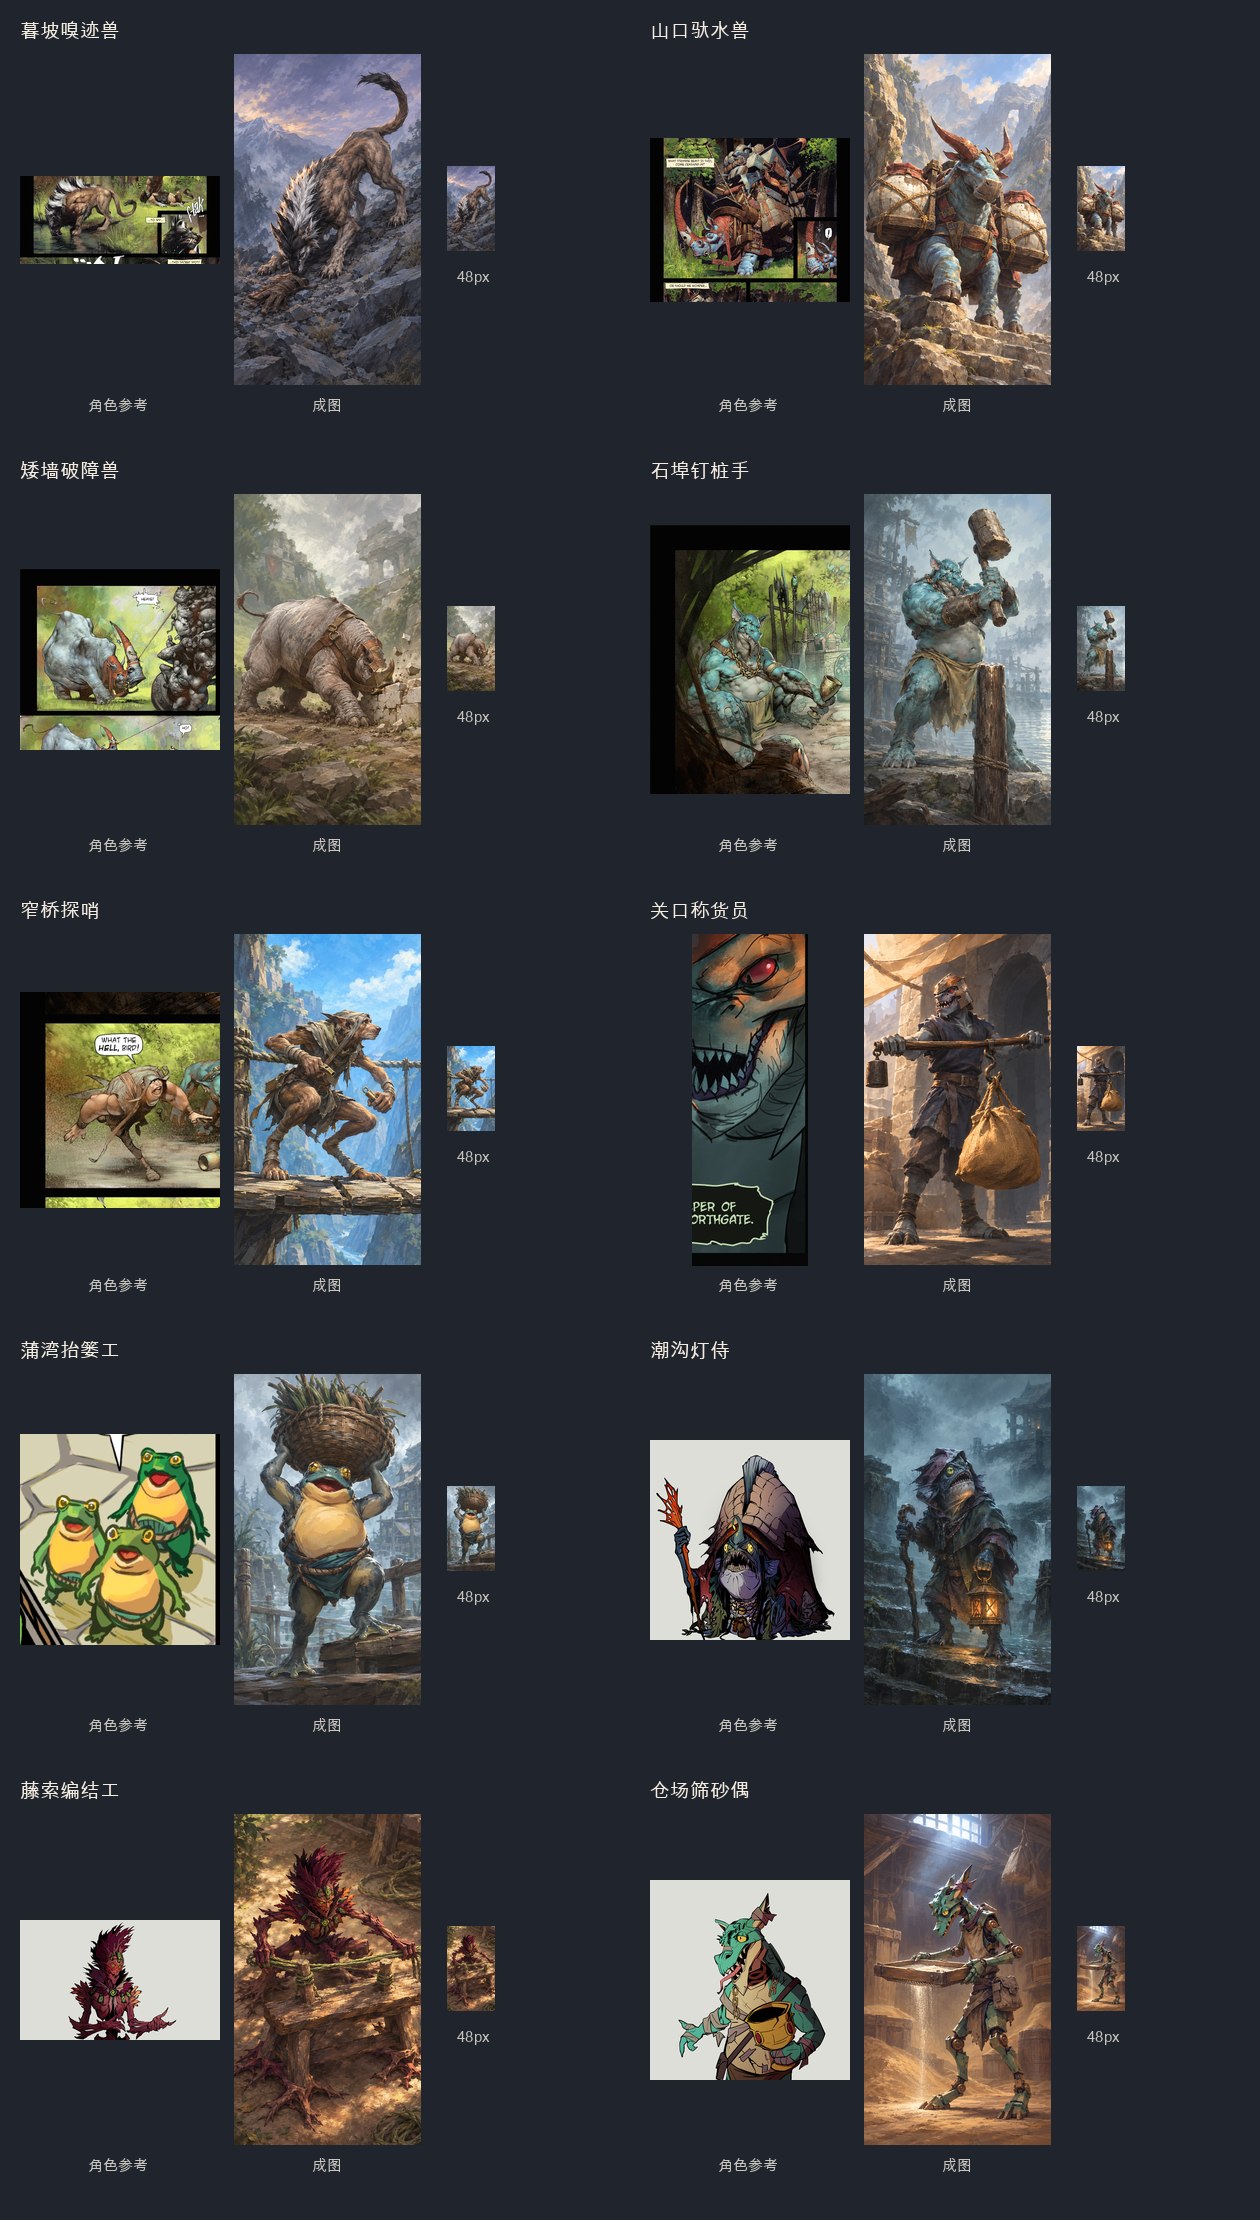 暮坡嗅迹兽
山口驮水兽
48px
48px
角色参考
成图
角色参考
成图
矮墙破障兽
石埠钉桩手
48px
48px
角色参考
成图
角色参考
成图
窄桥探哨
关口称货员
WHAT THE
HELL, BIRD!
48px
48px
PER OF
ORTHGATE.
角色参考
成图
角色参考
成图
蒲湾抬篓工
潮沟灯侍
48px
48px
角色参考
成图
角色参考
成图
藤索编结工
仓场筛砂偶
48px
48px
角色参考
成图
角色参考
成图